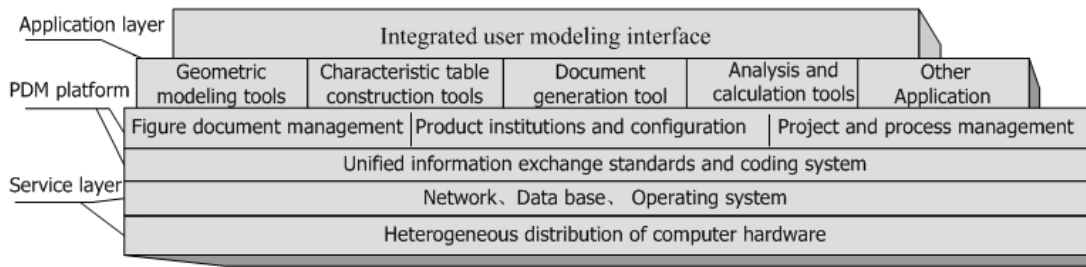 Application layer
Integrated user modeling interface
Geometric
modeling tools
Characteristic table
construction tools
Document
generation tool
Analysis and
calculation tools
Other
Application
PDM platform
Figure document management
Product institutions and configuration
Project and process management
Unified information exchange standards and coding system
Service layer
Network、Data base、 Operating system
Heterogeneous distribution of computer hardware